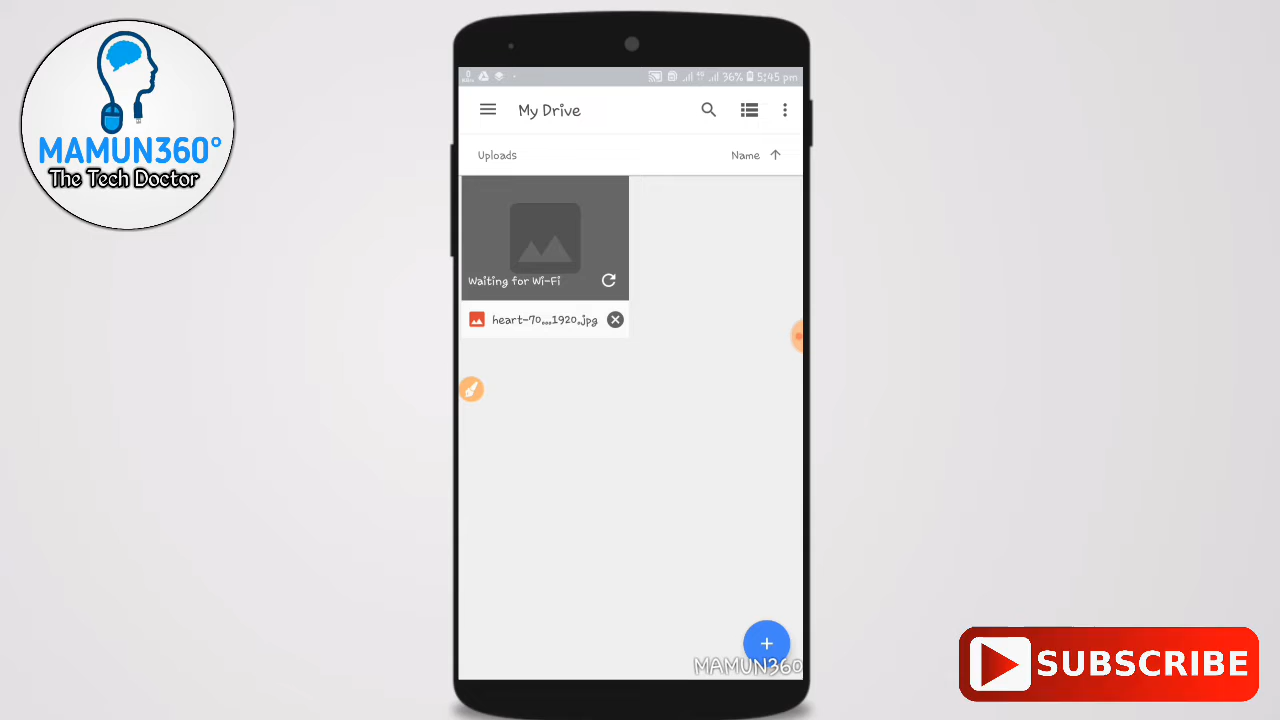 MAMUN360°
The Tech Doctor
36% 5:45 pm
My Drive
Uploads
Name
Waiting for Wi-Fi
heart-70...1920.jpg
+
MAMUN360
SUBSCRIBE